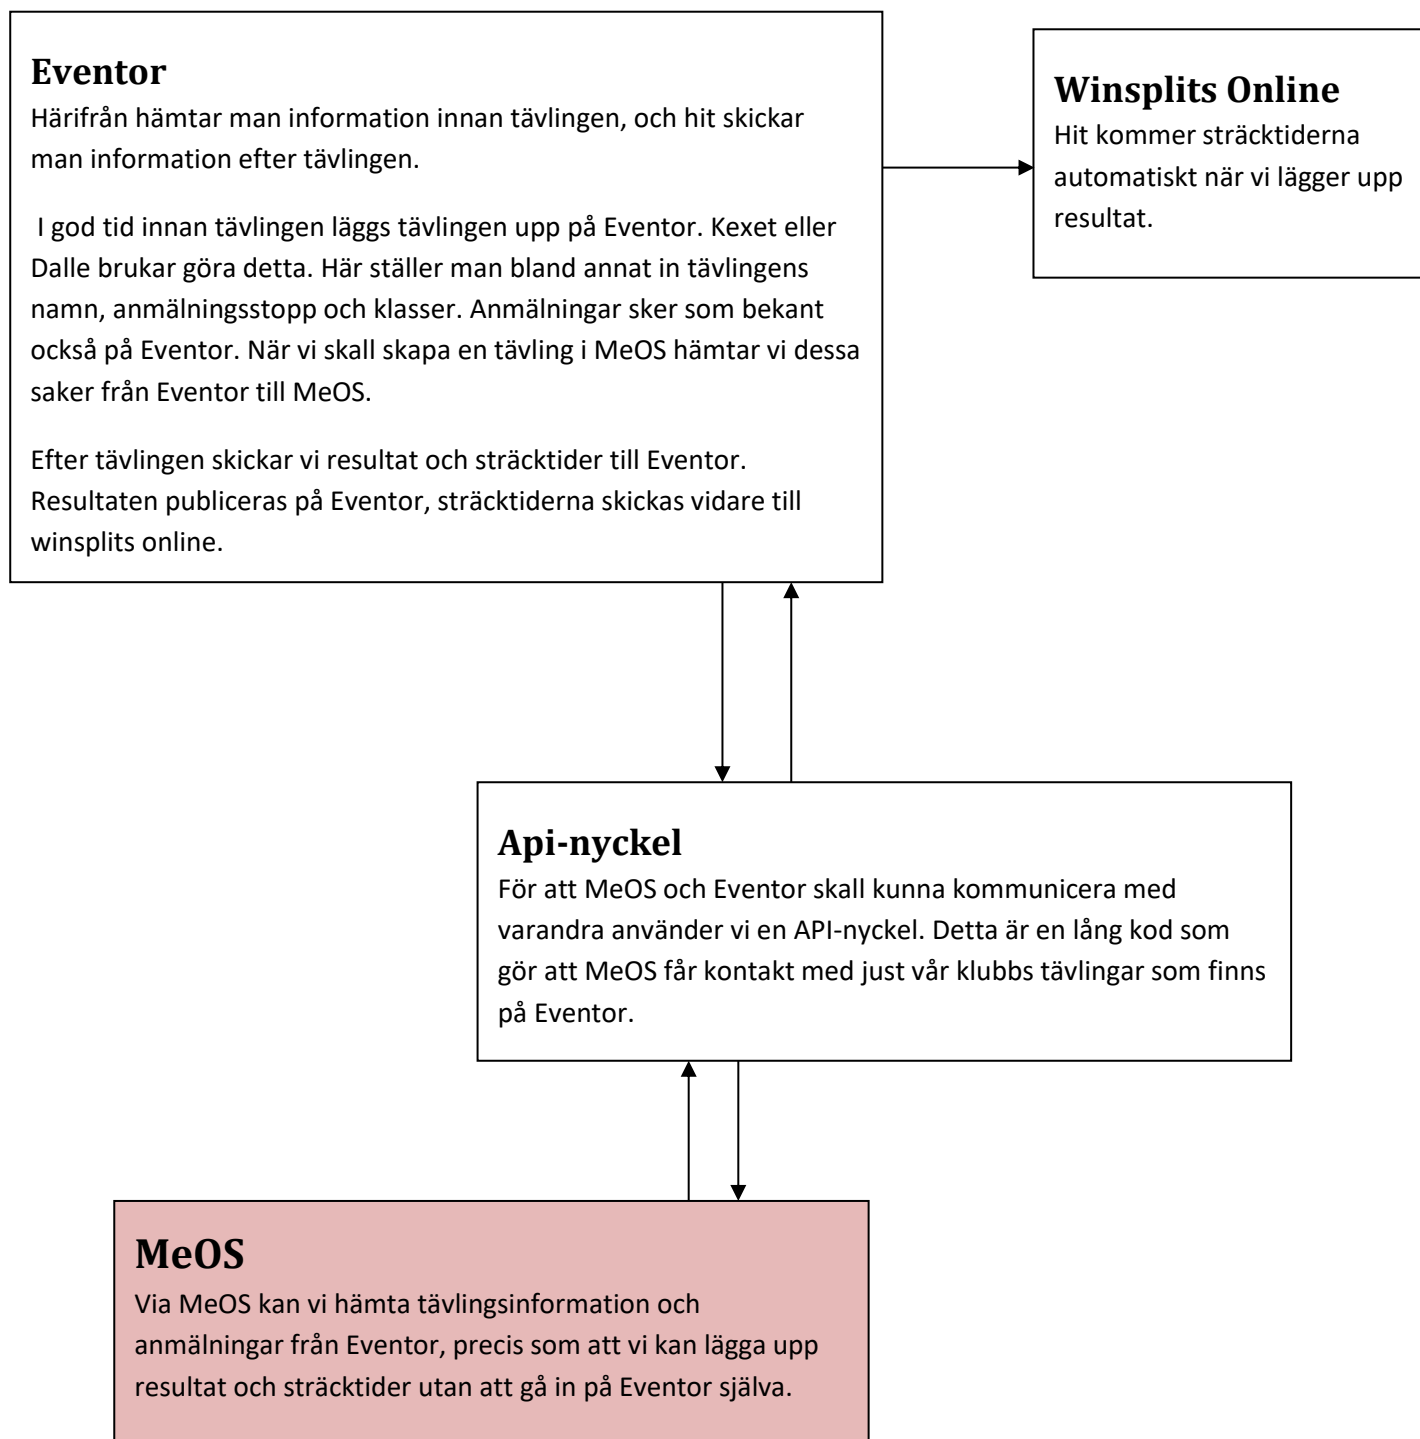 Eventor
Härifrån hämtar man information innan tävlingen, och hit skickar
man information efter tävlingen.
I god tid innan tävlingen läggs tävlingen upp på Eventor. Kexet eller
Dalle brukar göra detta. Här ställer man bland annat in tävlingens
namn, anmälningsstopp och klasser. Anmälningar sker som bekant
också på Eventor. När vi skall skapa en tävling i MeOS hämtar vi dessa
saker från Eventor till MeOS.
Efter tävlingen skickar vi resultat och sträcktider till Eventor.
Resultaten publiceras på Eventor, sträcktiderna skickas vidare till
winsplits online.
Winsplits Online
Hit kommer sträcktiderna
automatiskt när vi lägger upp
resultat.
Api-nyckel
För att MeOS och Eventor skall kunna kommunicera med
varandra använder vi en API-nyckel. Detta är en lång kod som
gör att MeOS får kontakt med just vår klubbs tävlingar som finns
på Eventor.
MeOS
Via MeOS kan vi hämta tävlingsinformation och
anmälningar från Eventor, precis som att vi kan lägga upp
resultat och sträcktider utan att gå in på Eventor själva.